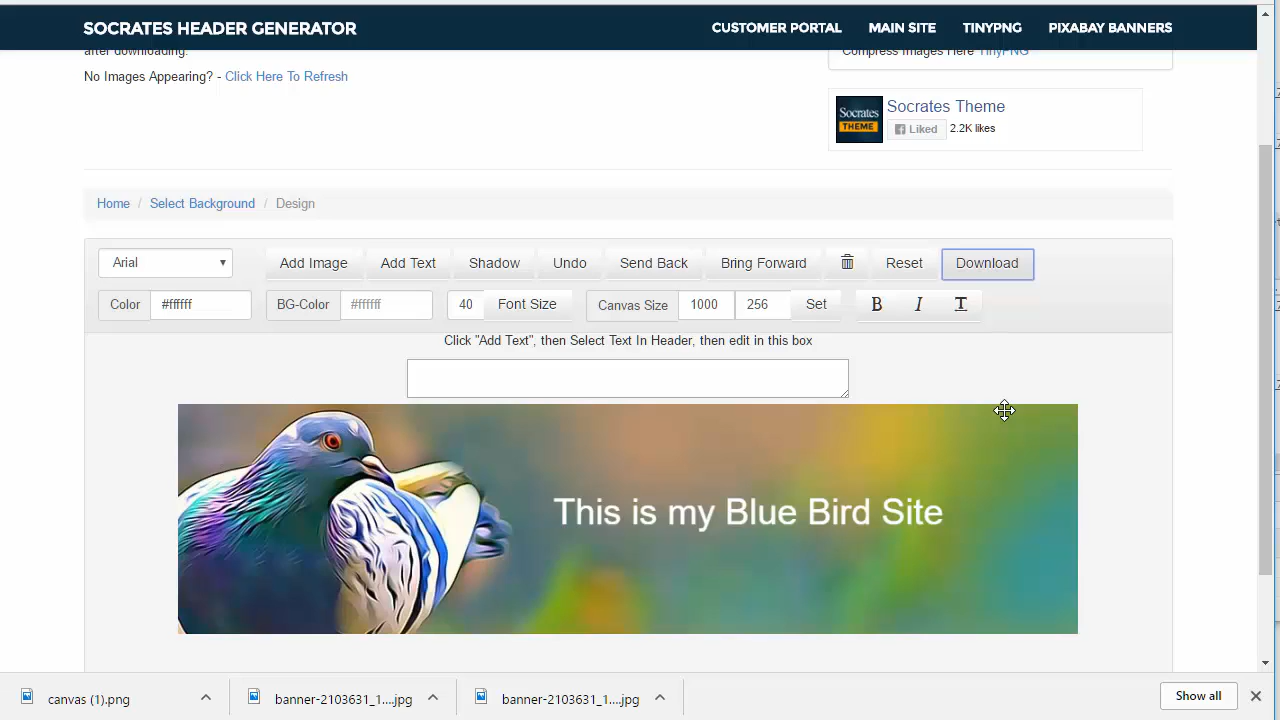 SOCRATES HEADER GENERATOR
CUSTOMER PORTAL
MAIN SITE
TINYPNG
PIXABAY BANNERS
after downloading.
Compress Images Here TinyPNG
No Images Appearing? - Click Here To Refresh
Socrates THEME
Socrates Theme
Liked
2.2K likes
Home / Select Background / Design
Arial
Add Image
Add Text
Shadow
Undo
Send Back
Bring Forward
Reset
Download
Color
#ffffff
BG-Color
#ffffff
40
Font Size
Canvas Size
1000
256
Set
B
I
T
Click "Add Text", then Select Text In Header, then edit in this box
This is my Blue Bird Site
canvas (1).png
banner-2103631_1....jpg
banner-2103631_1....jpg
Show all